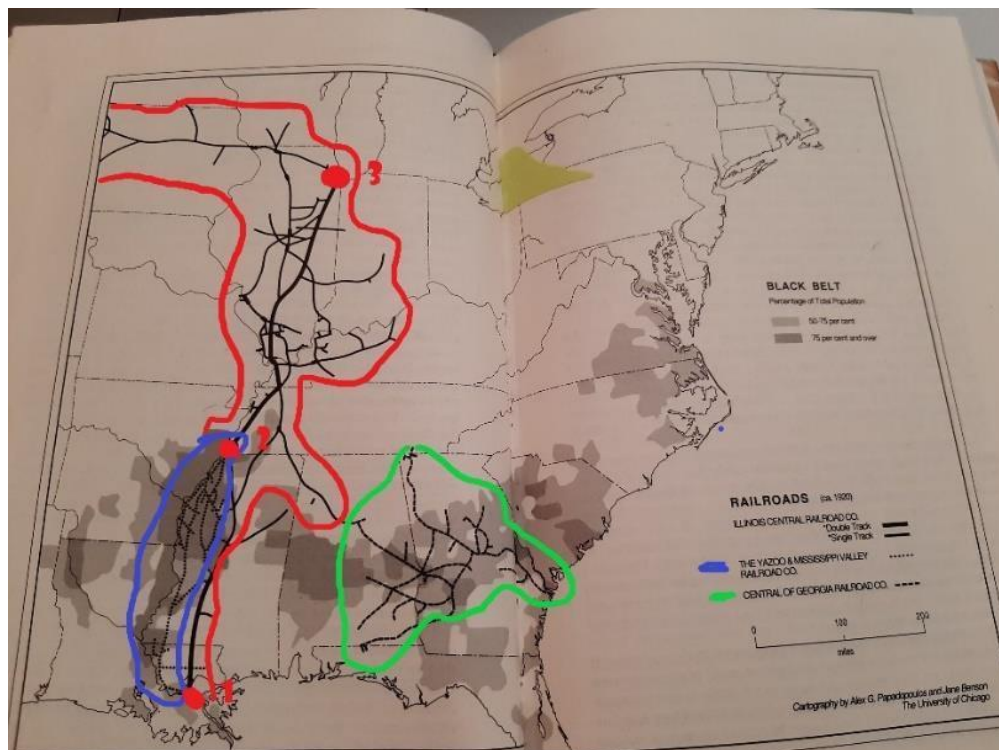 3
2
1
BLACK BELT
Percentage of Total Population
50-75 per cent
75 per cent and over
RAILROADS (ca. 1920)
ILLINOIS CENTRAL RAILROAD CO.
*Double Track
*Single Track
THE YAZOO & MISSISSIPPI VALLEY
RAILROAD CO.
CENTRAL OF GEORGIA RAILROAD CO.
0 100 200
miles
Cartography by Alex G. Papadopoulos and Jane Benson
The University of Chicago